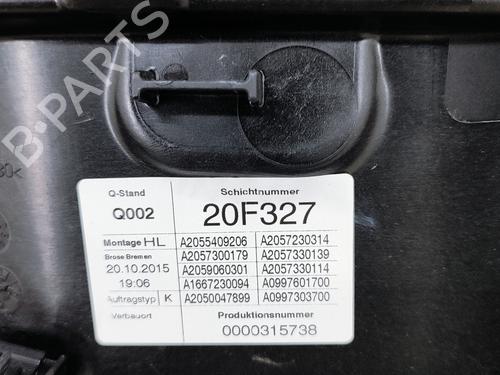 B-PARTS
30<
Q-Stand Schichtnummer
Q002 20F327
Montage HL A2055409206 A2057230314
Brose Bremen A2057300179 A2057330139
20.10.2015 A2059060301 A2057330114
19:06 A1667230094 A0997601700
Auftragstyp K A2050047899 A0997303700
Verbauort Produktionsnummer
0000315738